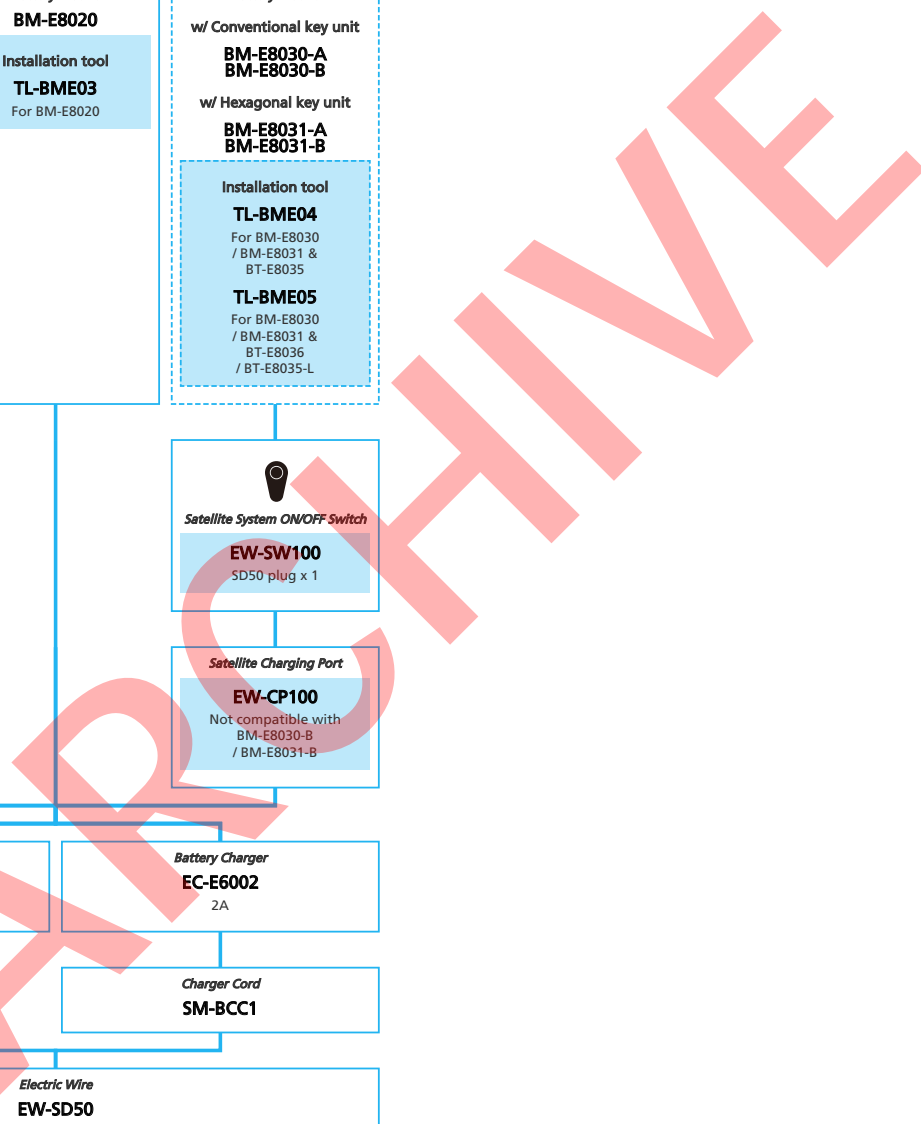 BM-E8020
Installation tool
TL-BME03
For BM-E8020
w/ Conventional key unit
BM-E8030-A
BM-E8030-B
w/ Hexagonal key unit
BM-E8031-A
BM-E8031-B
Installation tool
TL-BME04
For BM-E8030
/ BM-E8031 &
BT-E8035
TL-BME05
For BM-E8030
/ BM-E8031 &
BT-E8036
/ BT-E8035-L
Satellite System ON/OFF Switch
EW-SW100
SD50 plug x 1
Satellite Charging Port
EW-CP100
Not compatible with
BM-E8030-B
/ BM-E8031-B
Battery Charger
EC-E6002
2A
Charger Cord
SM-BCC1
Electric Wire
EW-SD50
ARCHIVE